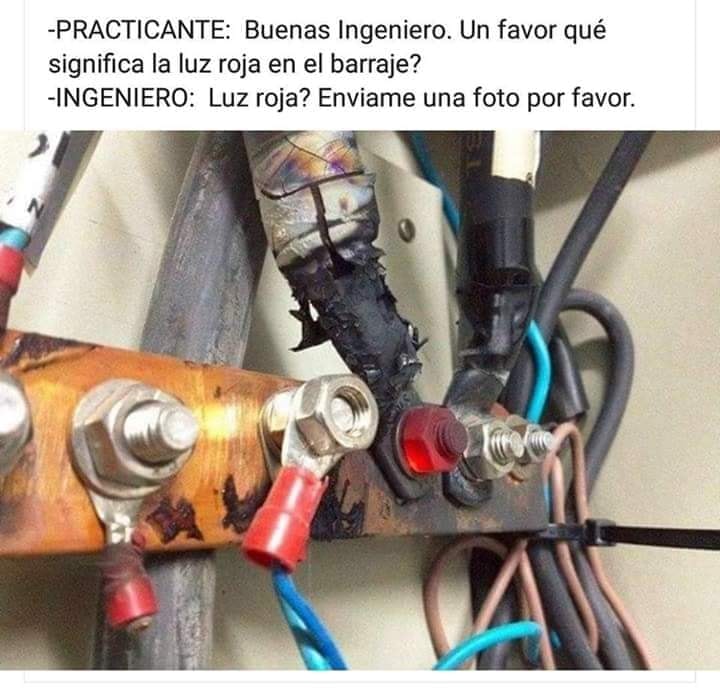 -PRACTICANTE: Buenas Ingeniero. Un favor qué
significa la luz roja en el barraje?
-INGENIERO: Luz roja? Enviame una foto por favor.
N